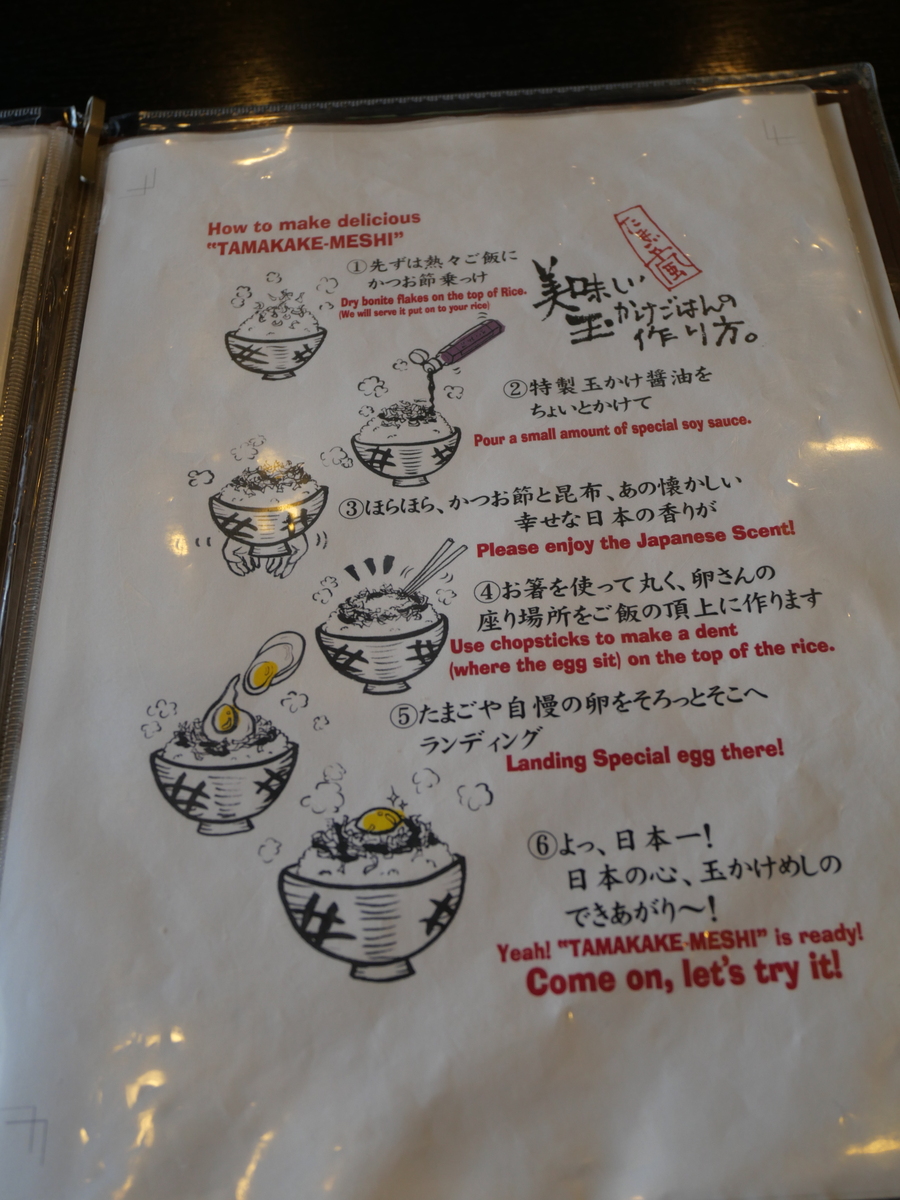 How to make delicious
"TAMAKAKE-MESHI"
美味い
玉かけごはんの
作り方。
①先ずは熱々ご飯に
かつお節乗っけ
Dry bonite flakes on the top of Rice.
(We will serve it put on to your rice)
②特製玉かけ醤油を
ちょいとかけて
Pour a small amount of special soy sauce.
③ほらほら、かつお節と昆布、あの懐かしい
幸せな日本の香りが
Please enjoy the Japanese Scent!
④お箸を使って丸く、卵さんの
座り場所をご飯の頂上に作ります
Use chopsticks to make a dent
(where the egg sit) on the top of the rice.
⑤たまごや自慢の卵をそろっとそこへ
ランディング
Landing Special egg there!
⑥よっ、日本一!
日本の心、玉かけめしの
できあがり～!
Yeah! "TAMAKAKE-MESHI" is ready!
Come on, let's try it!